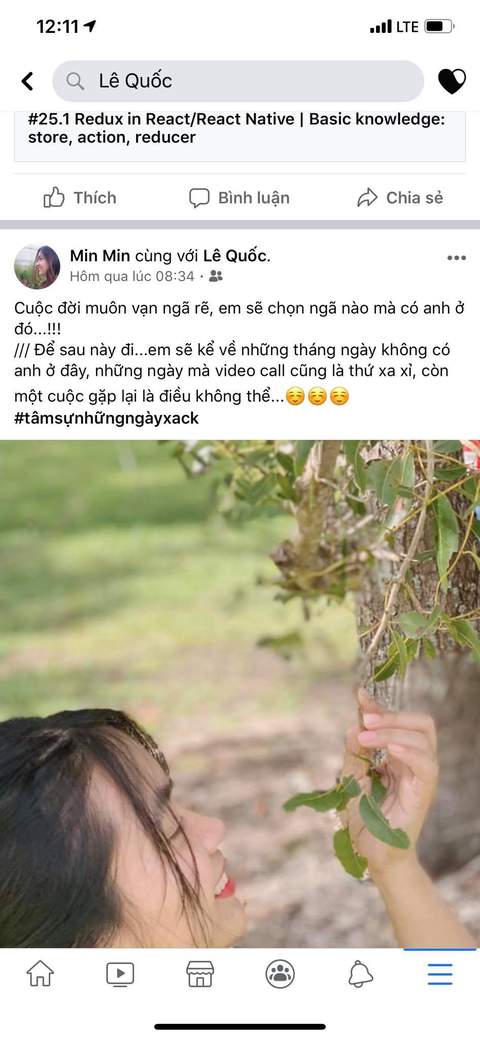 12:11
LTE
Lê Quốc
#25.1 Redux in React/React Native | Basic knowledge:
store, action, reducer
Thích
Bình luận
Chia sẻ
Min Min cùng với Lê Quốc.
Hôm qua lúc 08:34 ·
Cuộc đời muôn vạn ngã rẽ, em sẽ chọn ngã nào mà có anh ở
đó...!!!
/// Để sau này đi...em sẽ kể về những tháng ngày không có
anh ở đây, những ngày mà video call cũng là thứ xa xỉ, còn
một cuộc gặp lại là điều không thể...☺️☺️☺️
#tâmsựnhữngngàyxack